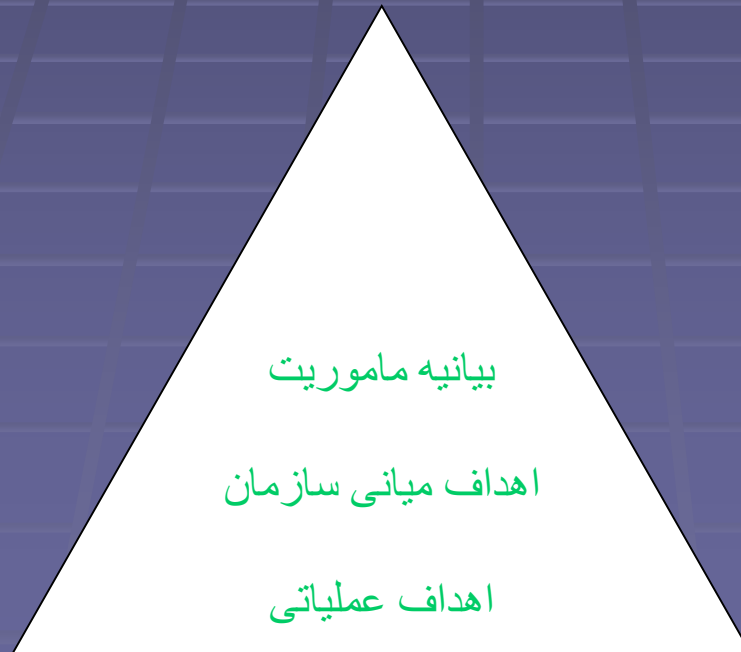 بیانیه ماموریت
اهداف میانی سازمان
اهداف عملیاتی